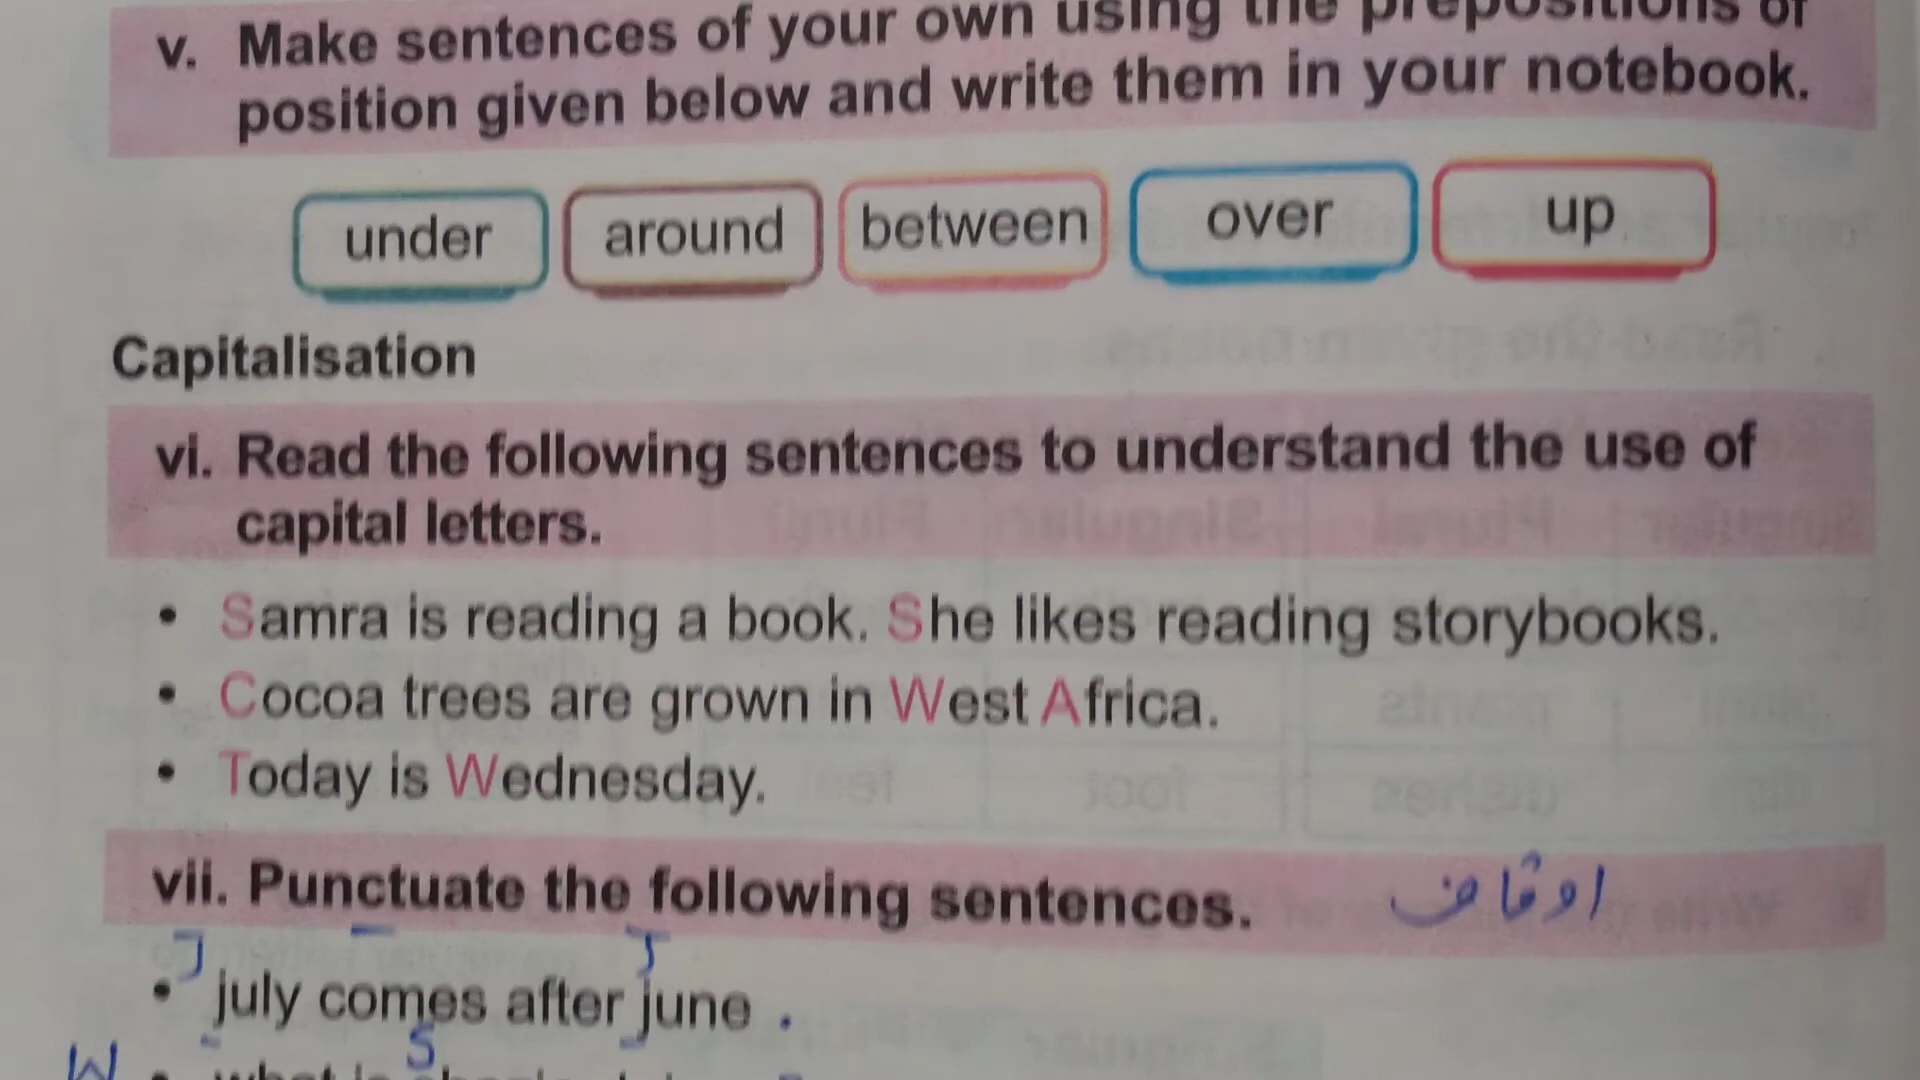 v. Make sentences of your own using the prepositions of
position given below and write them in your notebook.
under around between over up
Capitalisation
vi. Read the following sentences to understand the use of
capital letters.
• Samra is reading a book. She likes reading storybooks.
• Cocoa trees are grown in West Africa.
• Today is Wednesday.
vii. Punctuate the following sentences. اوقاف
J J
• july comes after june .
W S
what is